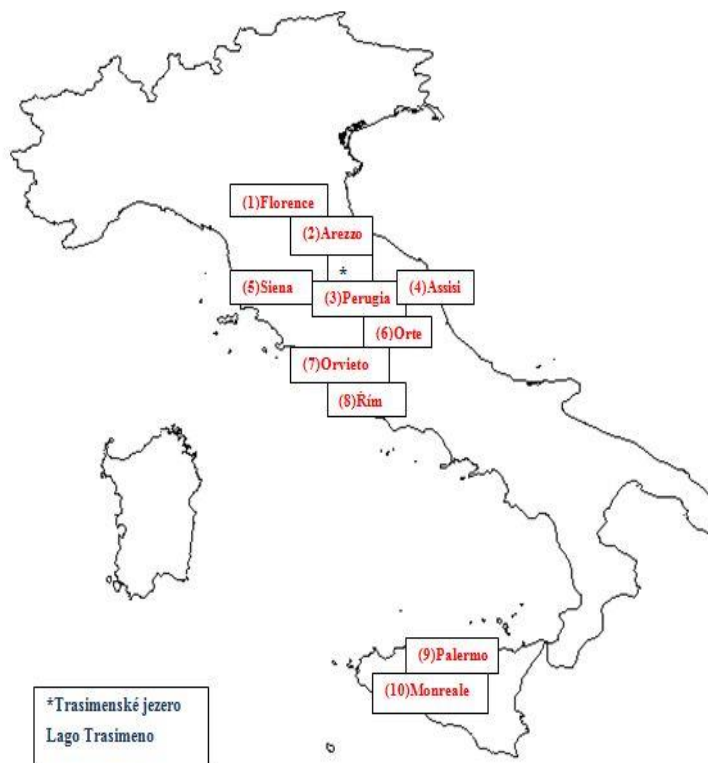 (1)Florence
(2)Arezzo
*
(5)Siena
(3)Perugia
(4)Assisi
(6)Orte
(7)Orvieto
(8)Řím
(9)Palermo
(10)Monreale
*Trasimenské jezero
Lago Trasimeno